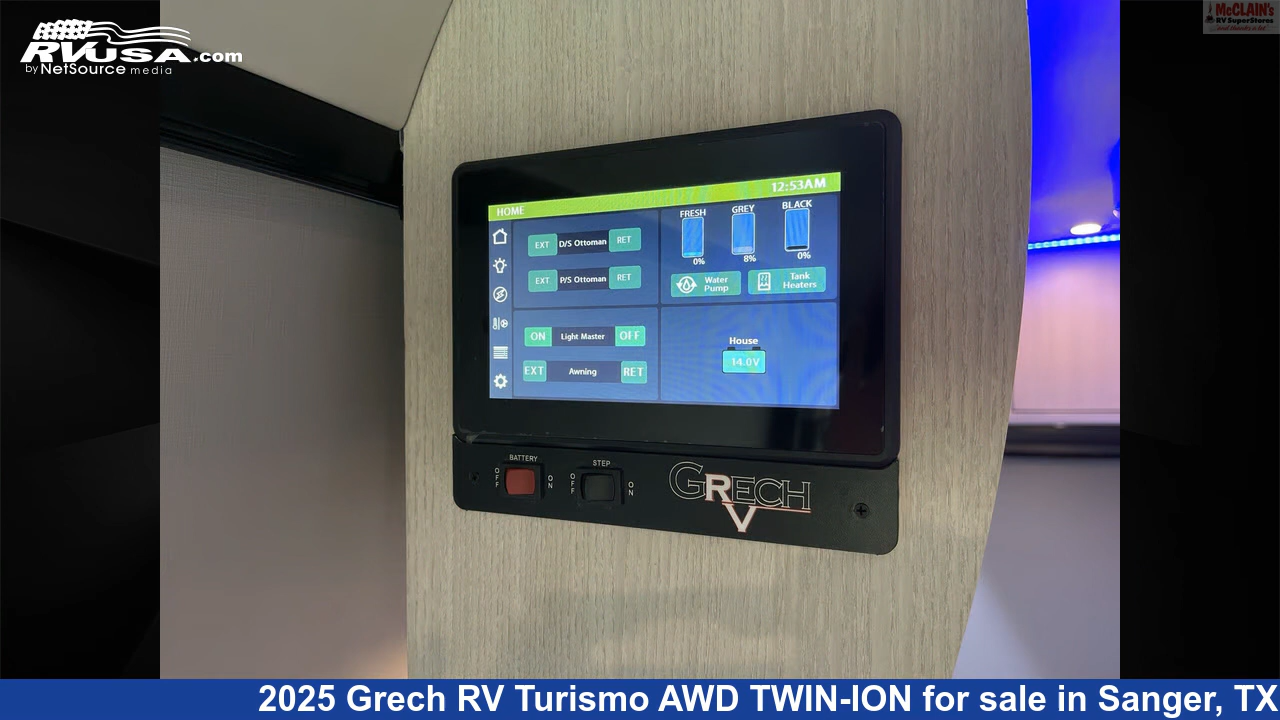 RVUSA.com
by NetSource media
McCLAIN's
RV SuperStores
HOME 12:53AM
EXT D/S Ottoman RET
EXT P/S Ottoman RET
FRESH GREY BLACK
0% 8% 0%
Water Pump
Tank Heaters
ON Light Master OFF
EXT Awning RET
House
14.0V
BATTERY
OFF ON
STEP
OFF ON
GRECH
RV
2025 Grech RV Turismo AWD TWIN-ION for sale in Sanger, TX